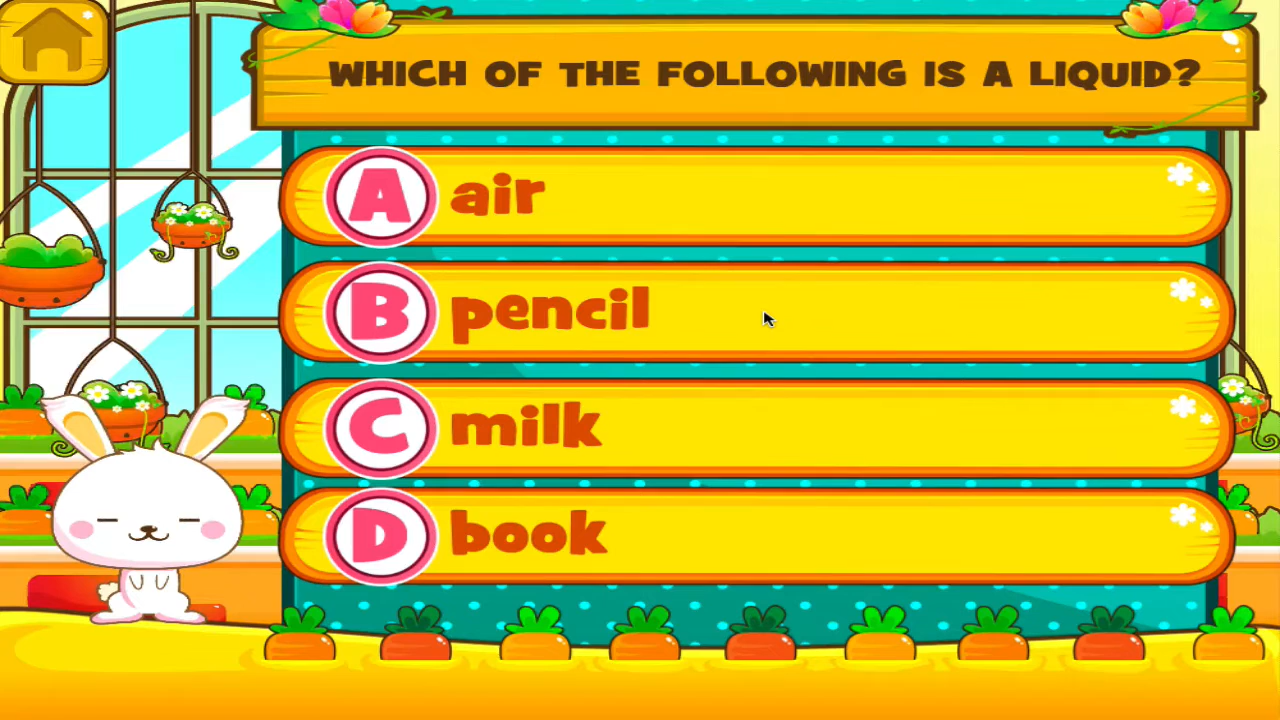 WHICH OF THE FOLLOWING IS A LIQUID?
A air
B pencil
C milk
D book